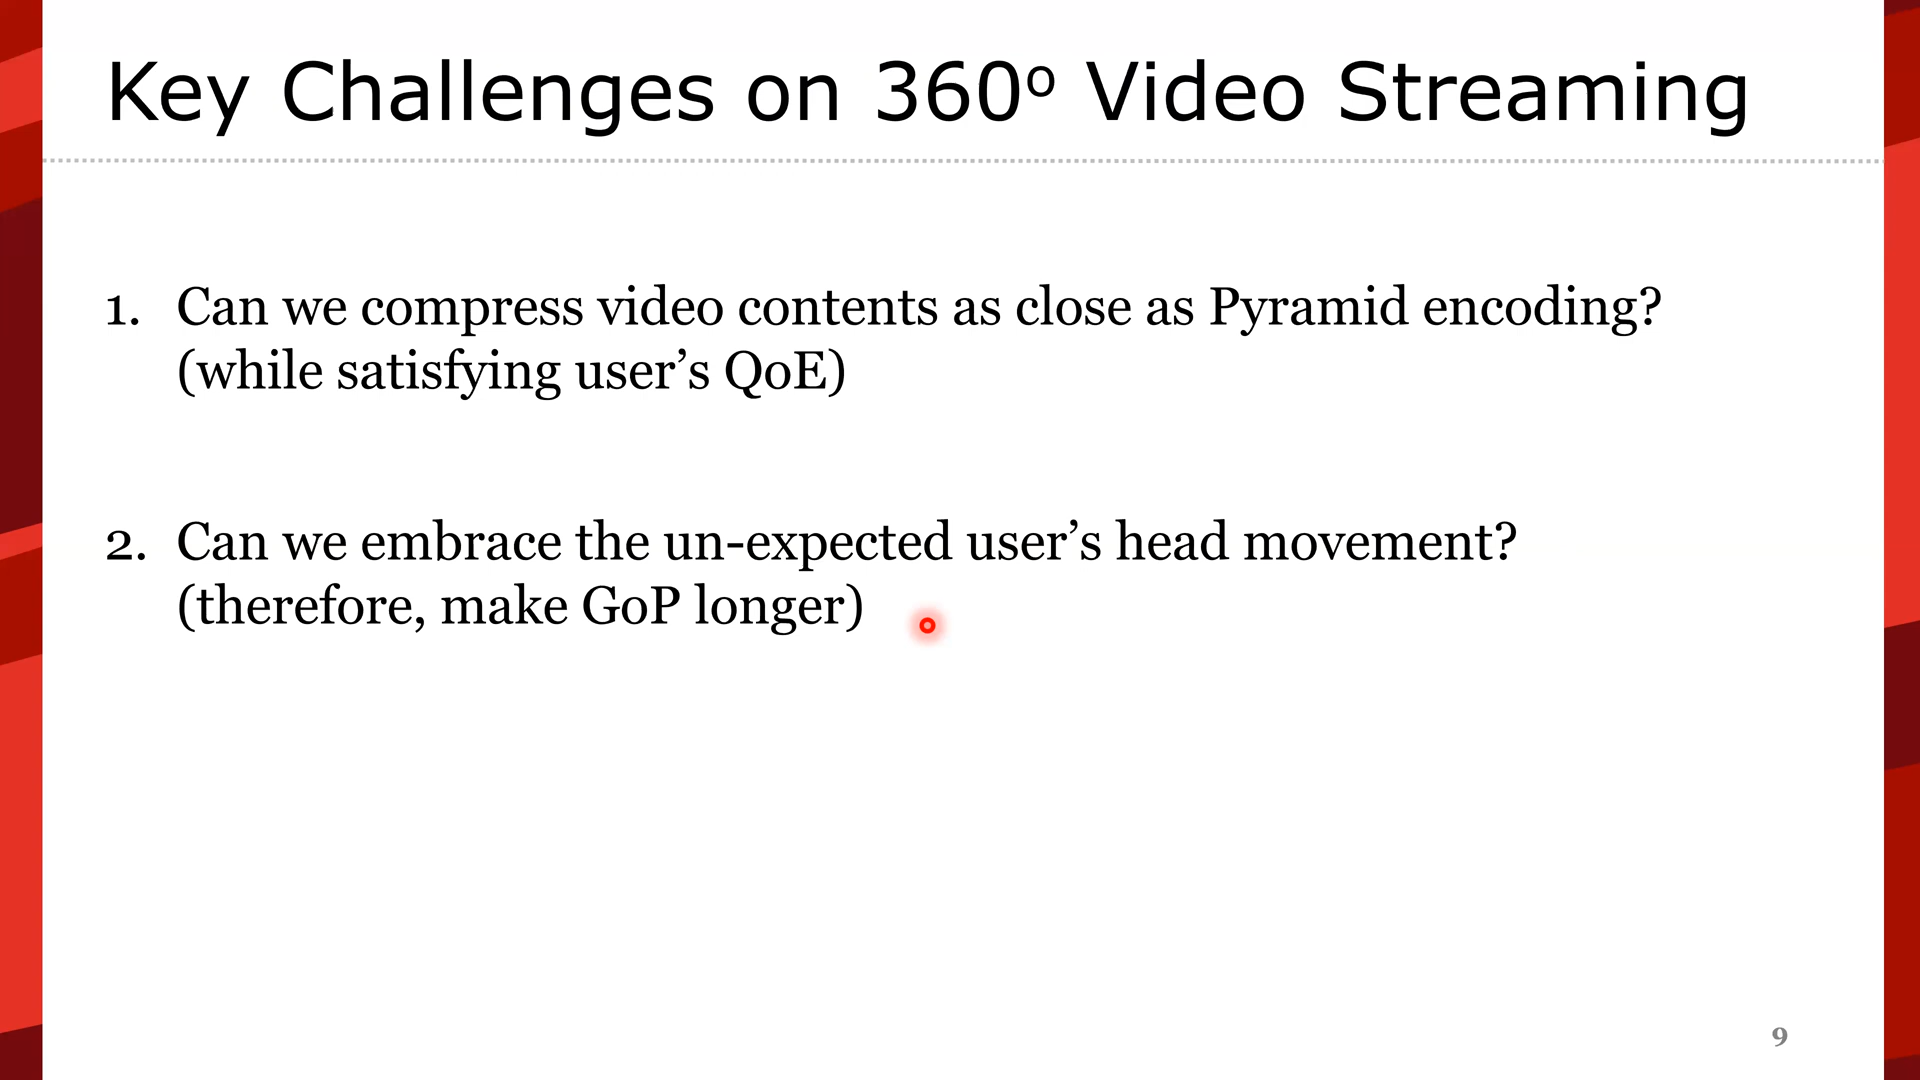 Key Challenges on 360º Video Streaming
1. Can we compress video contents as close as Pyramid encoding?
(while satisfying user’s QoE)
2. Can we embrace the un-expected user’s head movement?
(therefore, make GoP longer)
9